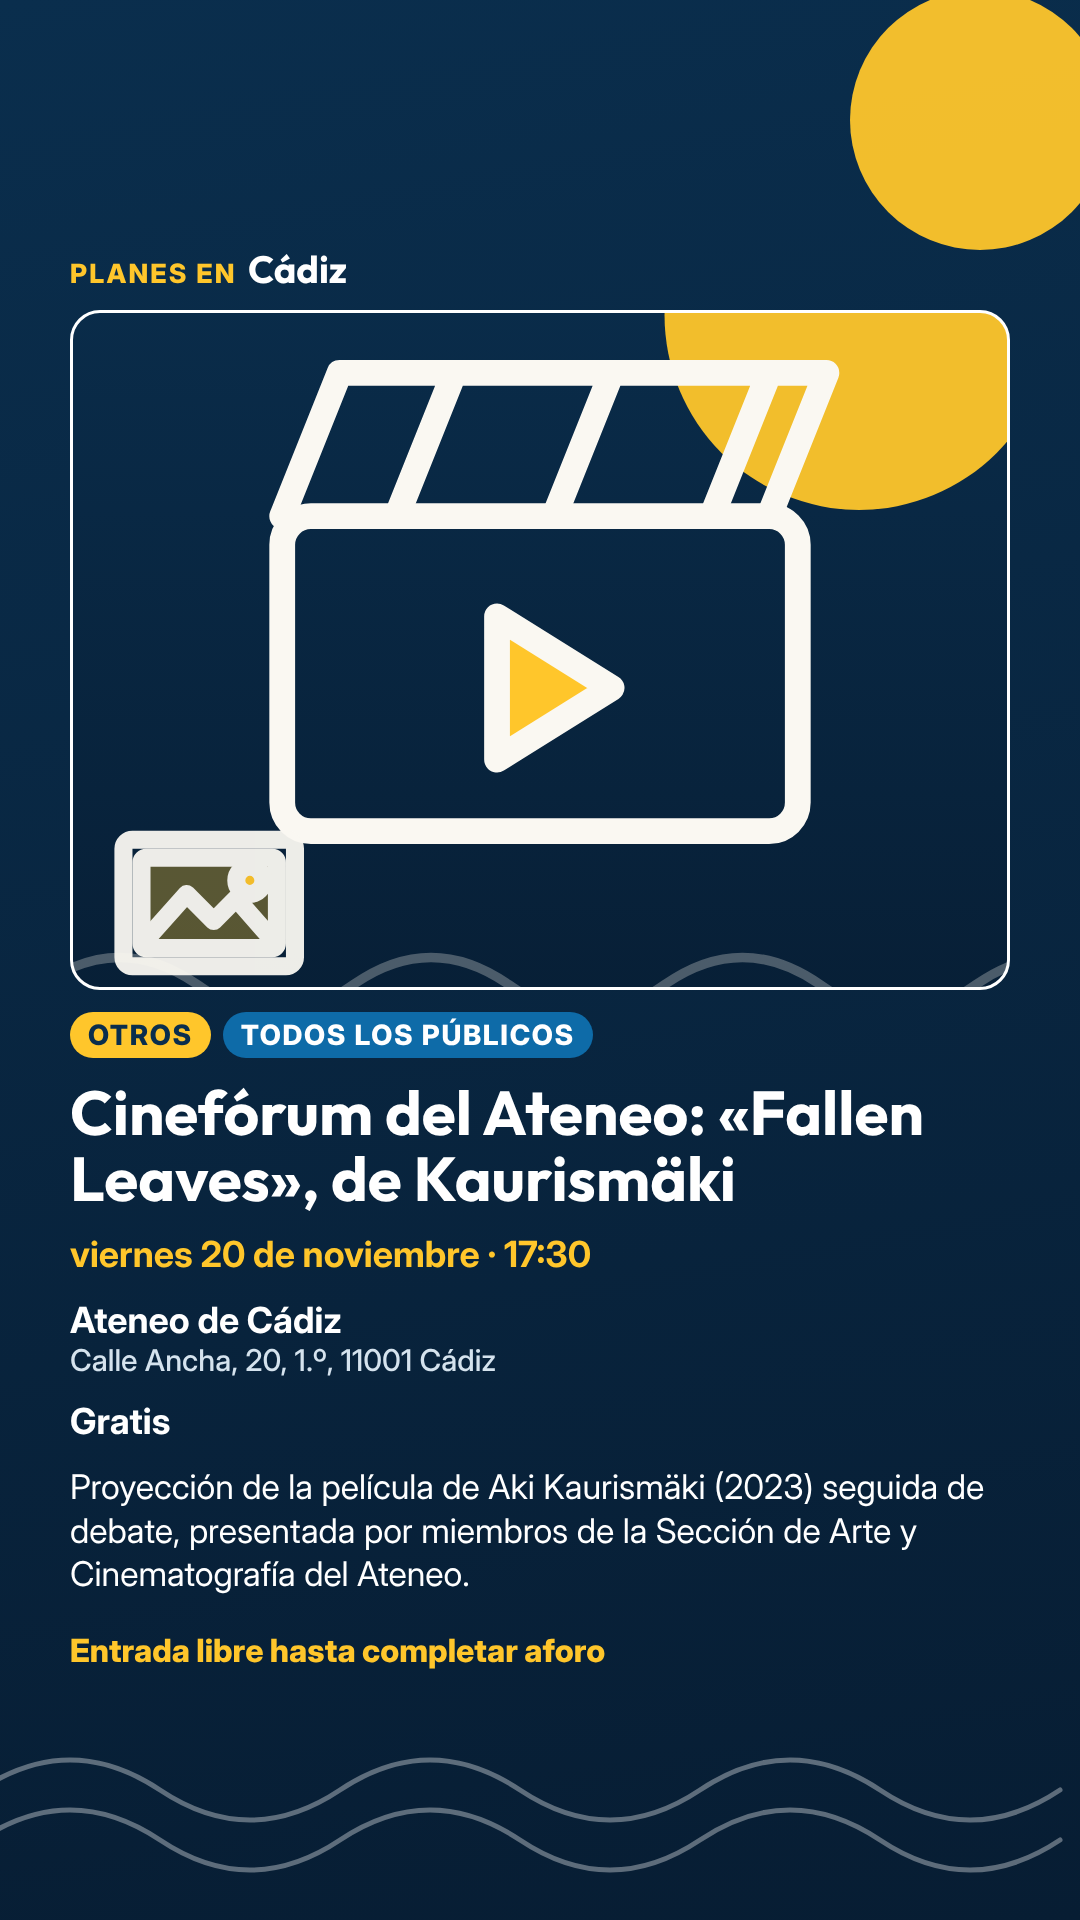 PLANES EN Cádiz
OTROS TODOS LOS PÚBLICOS
Cinefórum del Ateneo: «Fallen
Leaves», de Kaurismäki
viernes 20 de noviembre · 17:30
Ateneo de Cádiz
Calle Ancha, 20, 1.º, 11001 Cádiz
Gratis
Proyección de la película de Aki Kaurismäki (2023) seguida de
debate, presentada por miembros de la Sección de Arte y
Cinematografía del Ateneo.
Entrada libre hasta completar aforo